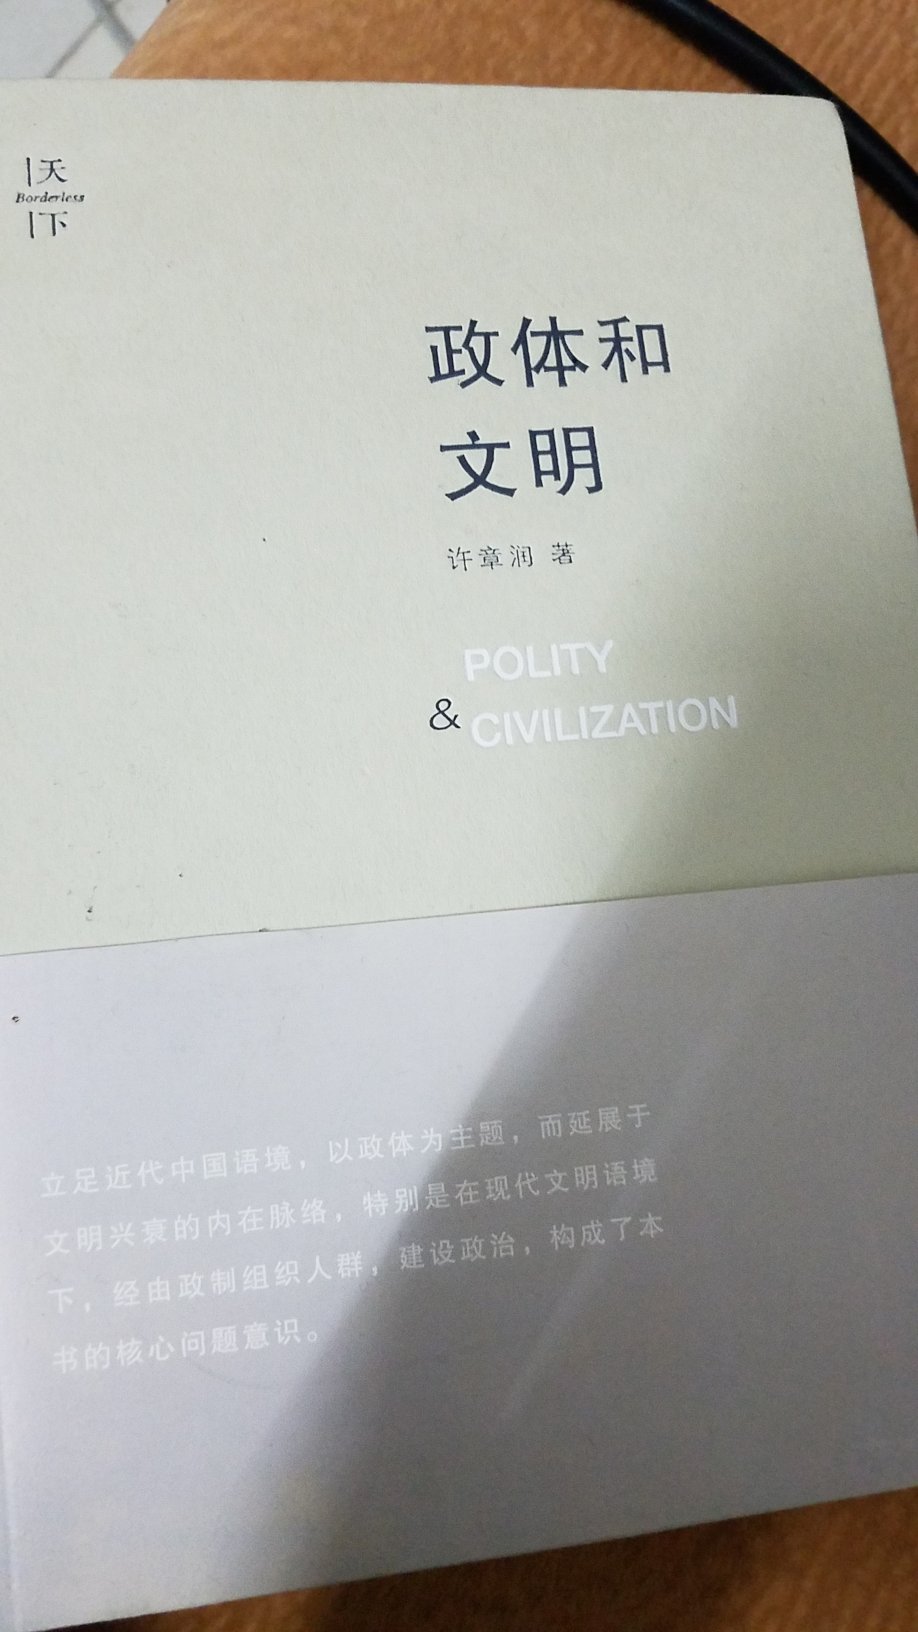 天
Borderless
下
政体和
文明
许章润 著
POLITY
& CIVILIZATION
立足近代中国语境，以政体为主题，而延展于
文明兴衰的内在脉络，特别是在现代文明语境
下，经由政制组织人群，建设政治，构成了本
书的核心问题意识。